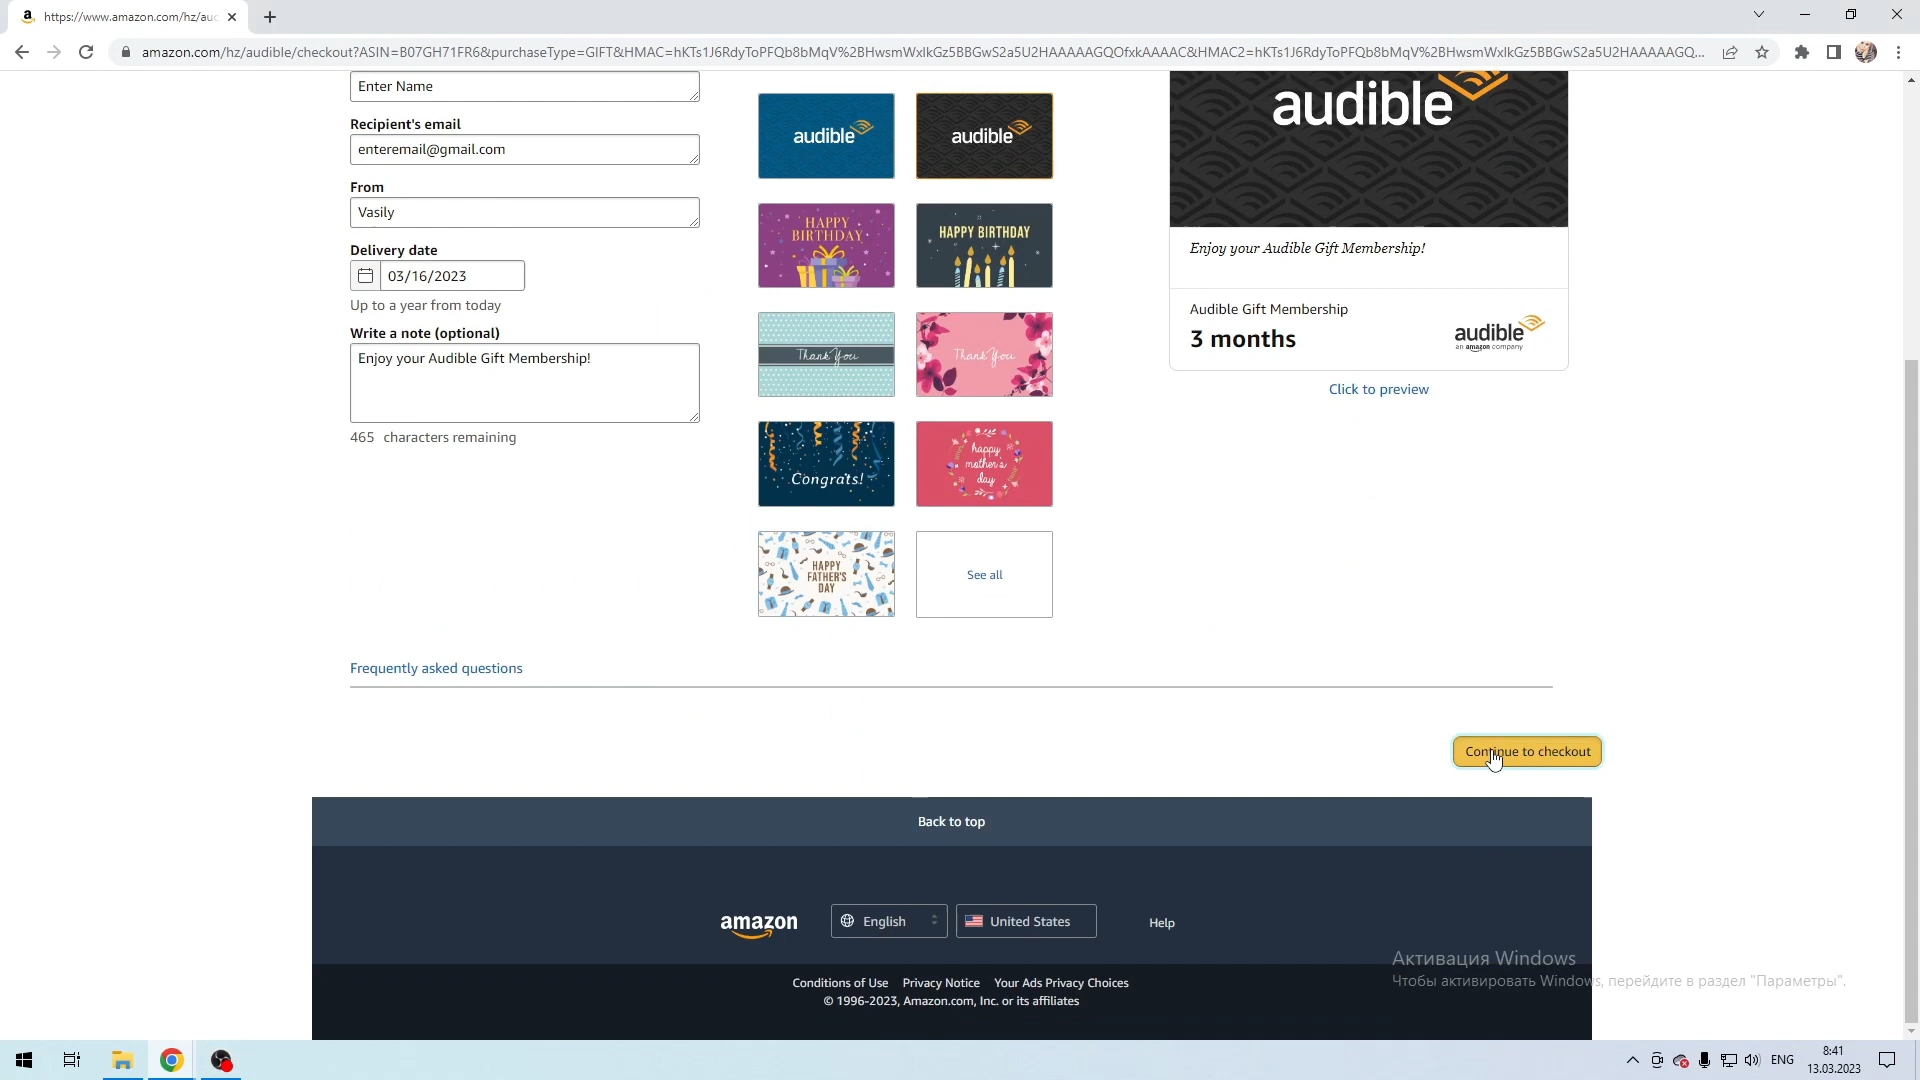 https://www.amazon.com/hz/auc
amazon.com/hz/audible/checkout?ASIN=B07GH71FR6&purchaseType=GIFT&HMAC=hKTs1J6RdyToPFQb8bMqV%2BHwsmWxlkGz5BBGwS2a5U2HAAAAAGQOfxkAAAAC&HMAC2=hKTs1J6RdyToPFQb8bMqV%2BHwsmWxlkGz5BBGwS2a5U2HAAAAAGQ...
Enter Name
Recipient's email
enteremail@gmail.com
From
Vasily
Delivery date
03/16/2023
Up to a year from today
Write a note (optional)
Enjoy your Audible Gift Membership!
465 characters remaining
audible
audible
HAPPY
BIRTHDAY
HAPPY BIRTHDAY
Thank You
Thank You
Congrats!
happy
mother's
day
HAPPY
FATHER'S
DAY
See all
audible
Enjoy your Audible Gift Membership!
Audible Gift Membership
3 months
audible
an amazon company
Click to preview
Frequently asked questions
Continue to checkout
Back to top
amazon
English
United States
Help
Conditions of Use Privacy Notice Your Ads Privacy Choices
© 1996-2023, Amazon.com, Inc. or its affiliates
Активация Windows
Чтобы активировать Windows, перейдите в раздел "Параметры".
ENG
8:41
13.03.2023